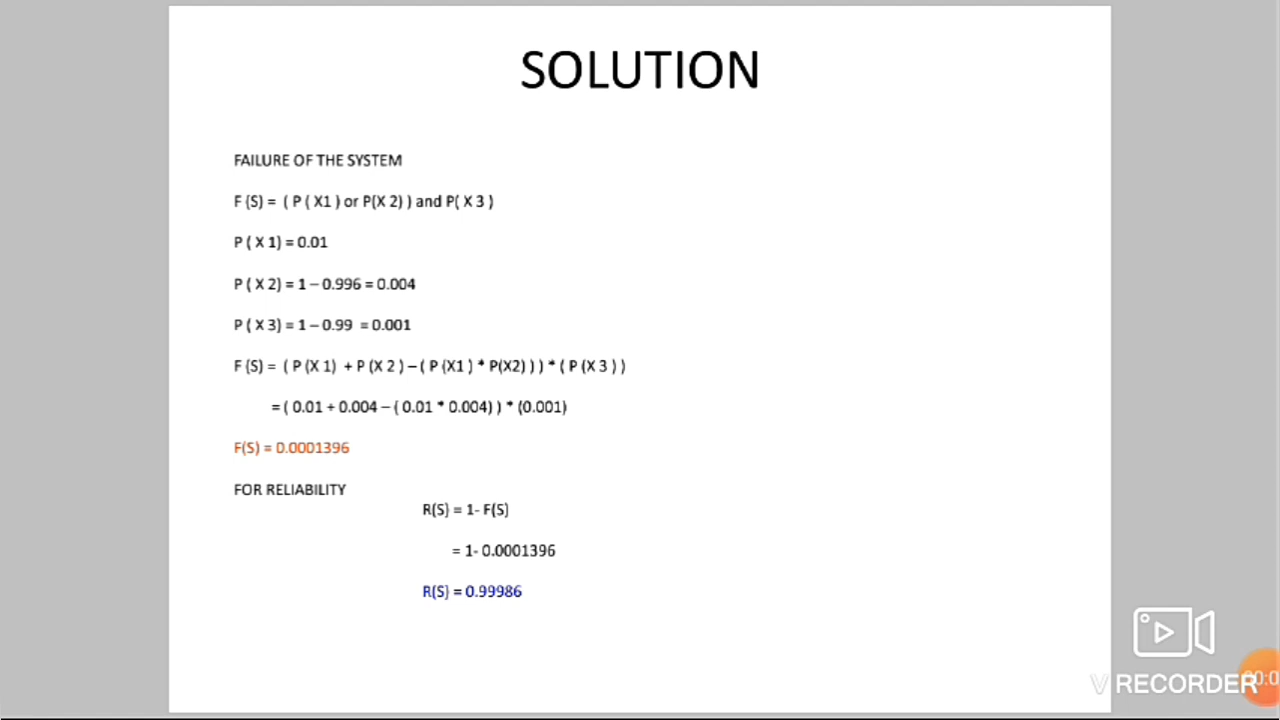 SOLUTION
FAILURE OF THE SYSTEM
F (S) = ( P ( X1 ) or P(X 2) ) and P( X 3 )
P ( X 1) = 0.01
P ( X 2) = 1 – 0.996 = 0.004
P ( X 3) = 1 – 0.99 = 0.001
F (S) = ( P (X 1) + P (X 2 ) – ( P (X1 ) * P(X2) ) ) * ( P (X 3 ) )
= ( 0.01 + 0.004 – ( 0.01 * 0.004) ) * (0.001)
F(S) = 0.0001396
FOR RELIABILITY
R(S) = 1- F(S)
= 1- 0.0001396
R(S) = 0.99986
V RECORDER